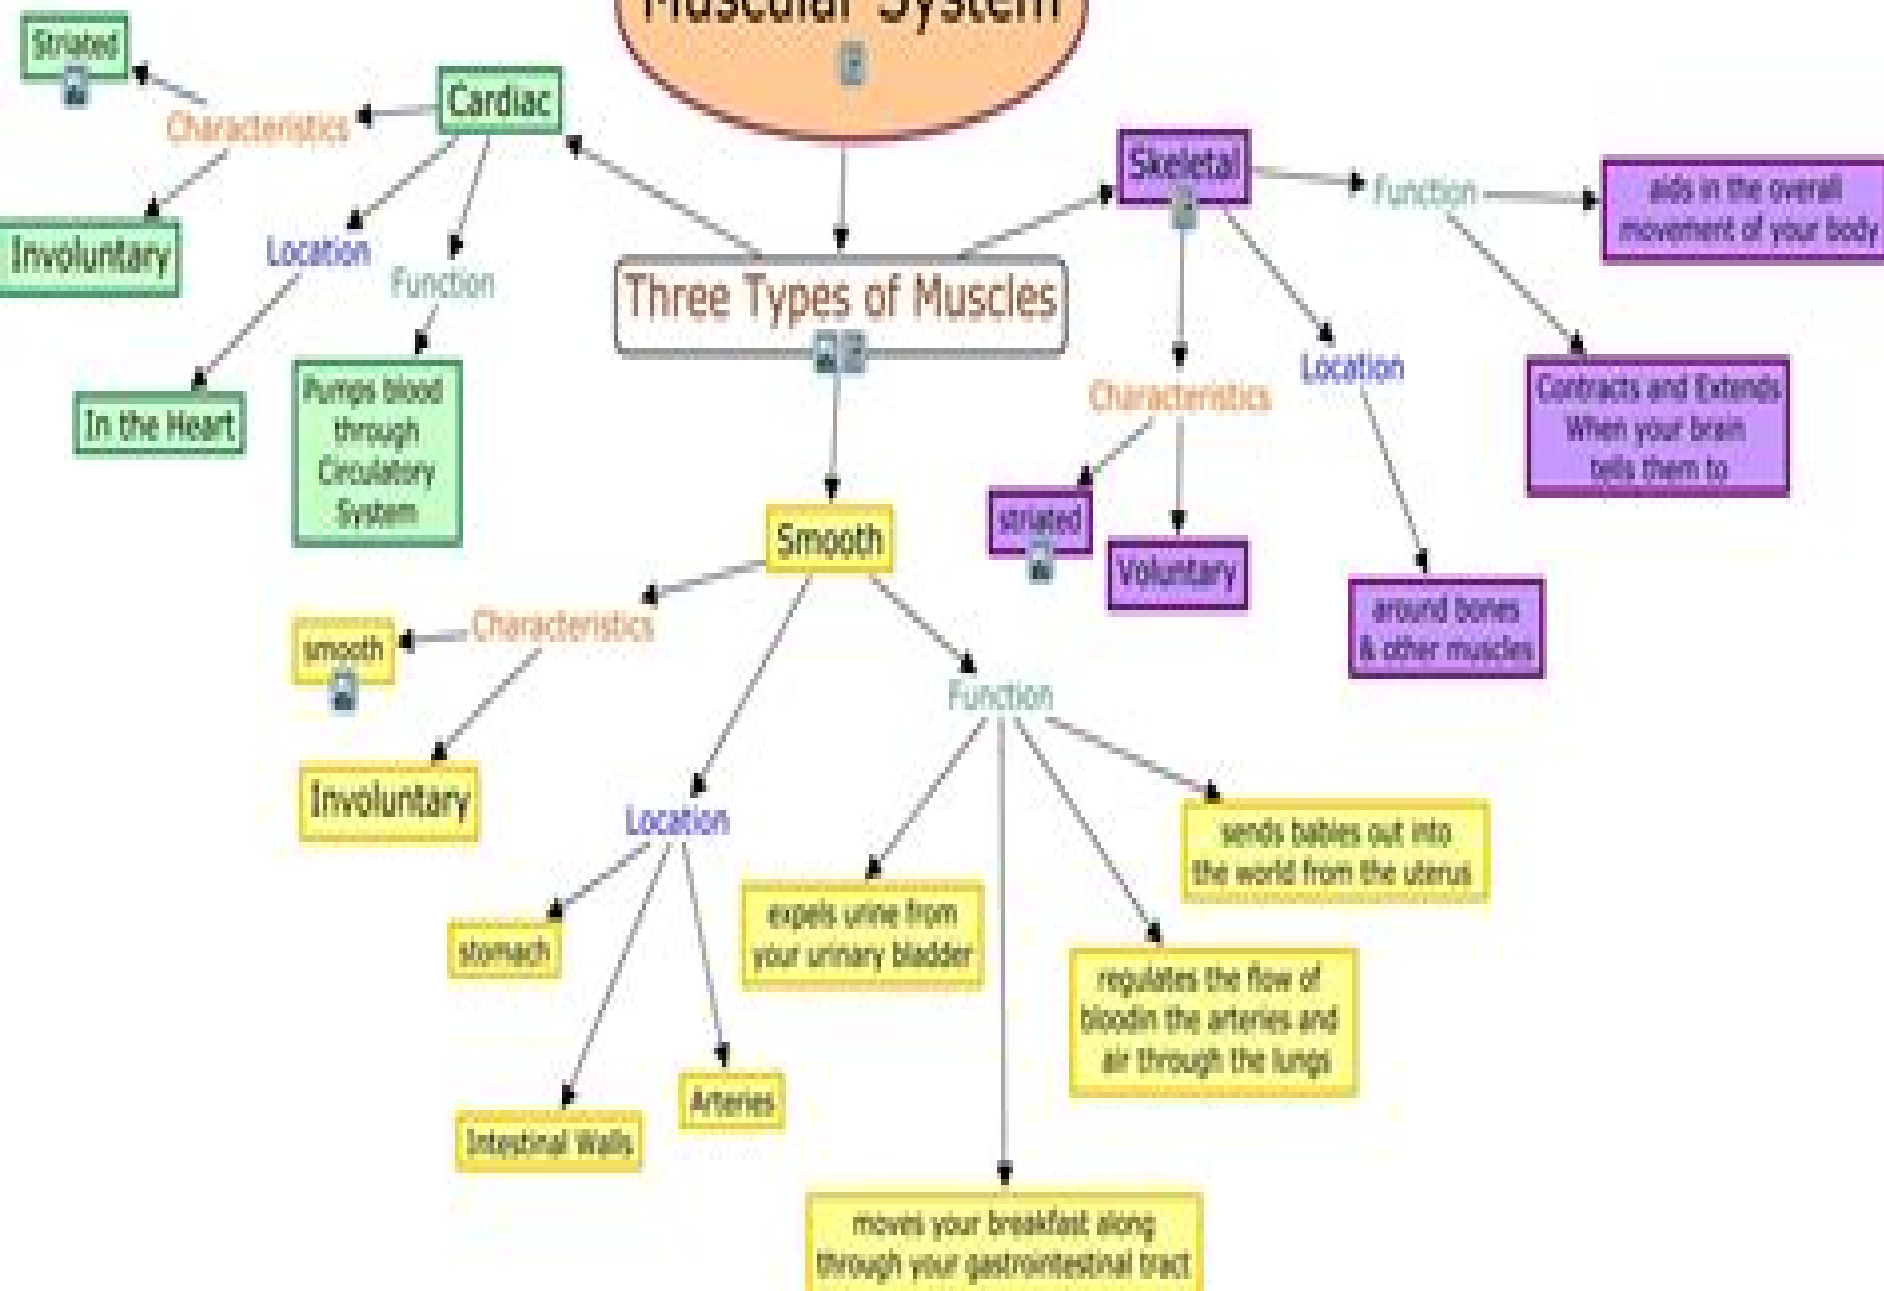 Muscular System
Striated
Cardiac
Characteristics
Involuntary
Location
Function
In the Heart
Pumps blood
through
Circulatory
System
Three Types of Muscles
Skeletal
Function
aids in the overall
movement of your body
Contracts and Extends
When your brain
tells them to
Location
around bones
& other muscles
Characteristics
striated
Voluntary
Smooth
Characteristics
smooth
Involuntary
Location
stomach
Intestinal Walls
Arteries
Function
expels urine from
your urinary bladder
sends babies out into
the world from the uterus
regulates the flow of
bloodin the arteries and
air through the lungs
moves your breakfast along
through your gastrointestinal tract